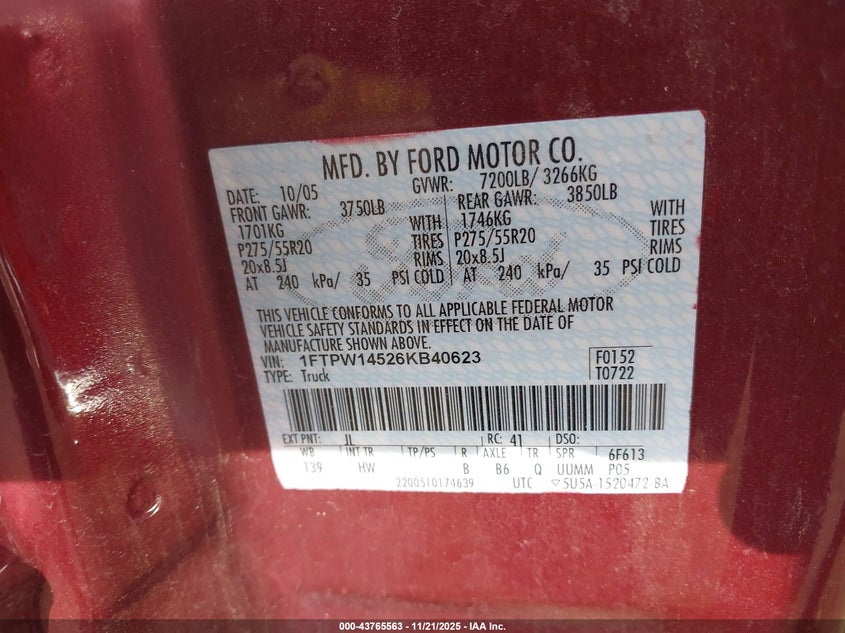 MFD. BY FORD MOTOR CO.
DATE: 10/05 GVWR: 7200LB/ 3266KG
FRONT GAWR: 3750LB REAR GAWR: 3850LB
1701KG WITH 1746KG WITH
P275/55R20 TIRES P275/55R20 TIRES
20x8.5J RIMS 20x8.5J RIMS
AT 240 kPa/ 35 PSI COLD AT 240 kPa/ 35 PSI COLD
THIS VEHICLE CONFORMS TO ALL APPLICABLE FEDERAL MOTOR
VEHICLE SAFETY STANDARDS IN EFFECT ON THE DATE OF
MANUFACTURE SHOWN ABOVE.
VIN: 1FTPW14526KB40623 F0152
TYPE: Truck T0722
EXT PNT: JL RC: 41 DSO:
WB INT TR TP/PS R AXLE TR SPR 6F613
139 HW B B6 Q UUMM P05
2200510174639 UTC 5U5A-1520472-BA
000-43765563 - 11/21/2025 - IAA Inc.